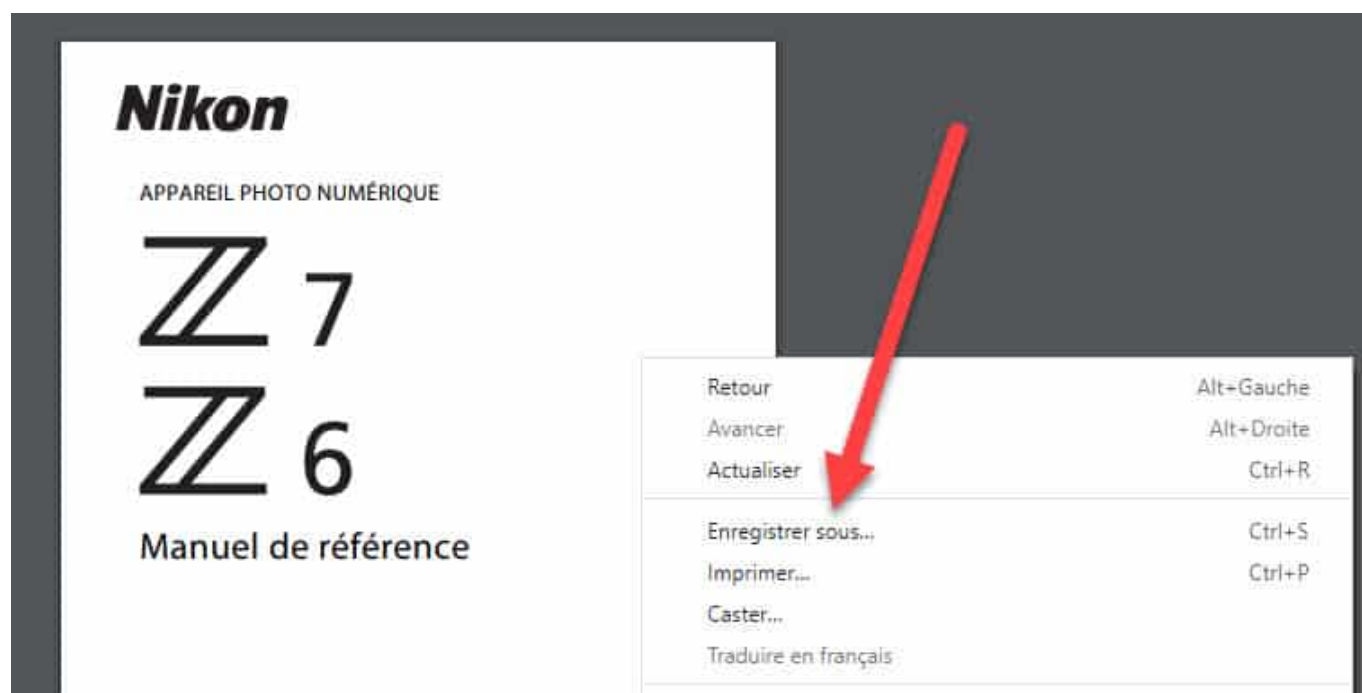 Nikon
APPAREIL PHOTO NUMÉRIQUE
Z 7
Z 6
Manuel de référence
Retour Alt+Gauche
Avancer Alt+Droite
Actualiser Ctrl+R
Enregistrer sous... Ctrl+S
Imprimer... Ctrl+P
Caster...
Traduire en français